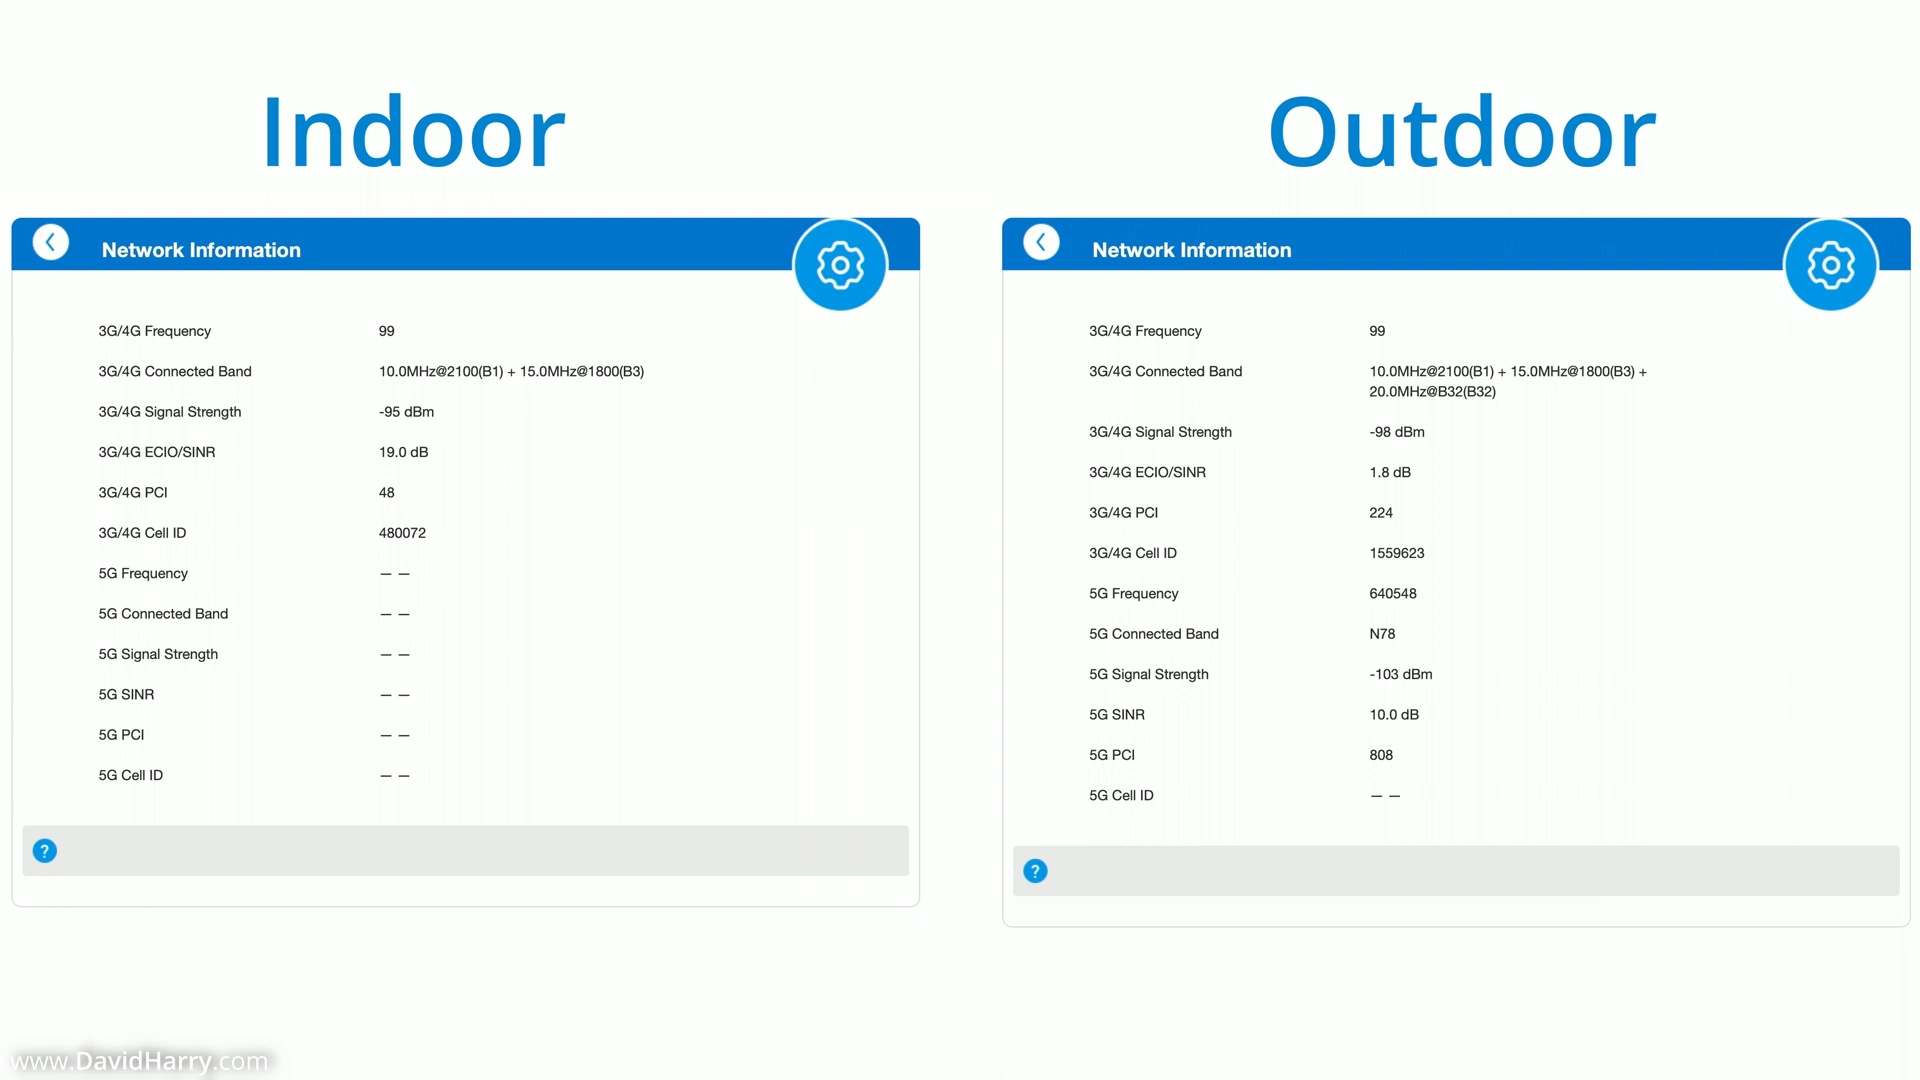 Indoor
Network Information
3G/4G Frequency 99
3G/4G Connected Band 10.0MHz@2100(B1) + 15.0MHz@1800(B3)
3G/4G Signal Strength -95 dBm
3G/4G ECIO/SINR 19.0 dB
3G/4G PCI 48
3G/4G Cell ID 480072
5G Frequency — —
5G Connected Band — —
5G Signal Strength — —
5G SINR — —
5G PCI — —
5G Cell ID — —
?
Outdoor
Network Information
3G/4G Frequency 99
3G/4G Connected Band 10.0MHz@2100(B1) + 15.0MHz@1800(B3) +
20.0MHz@B32(B32)
3G/4G Signal Strength -98 dBm
3G/4G ECIO/SINR 1.8 dB
3G/4G PCI 224
3G/4G Cell ID 1559623
5G Frequency 640548
5G Connected Band N78
5G Signal Strength -103 dBm
5G SINR 10.0 dB
5G PCI 808
5G Cell ID — —
?
www.DavidHarry.com